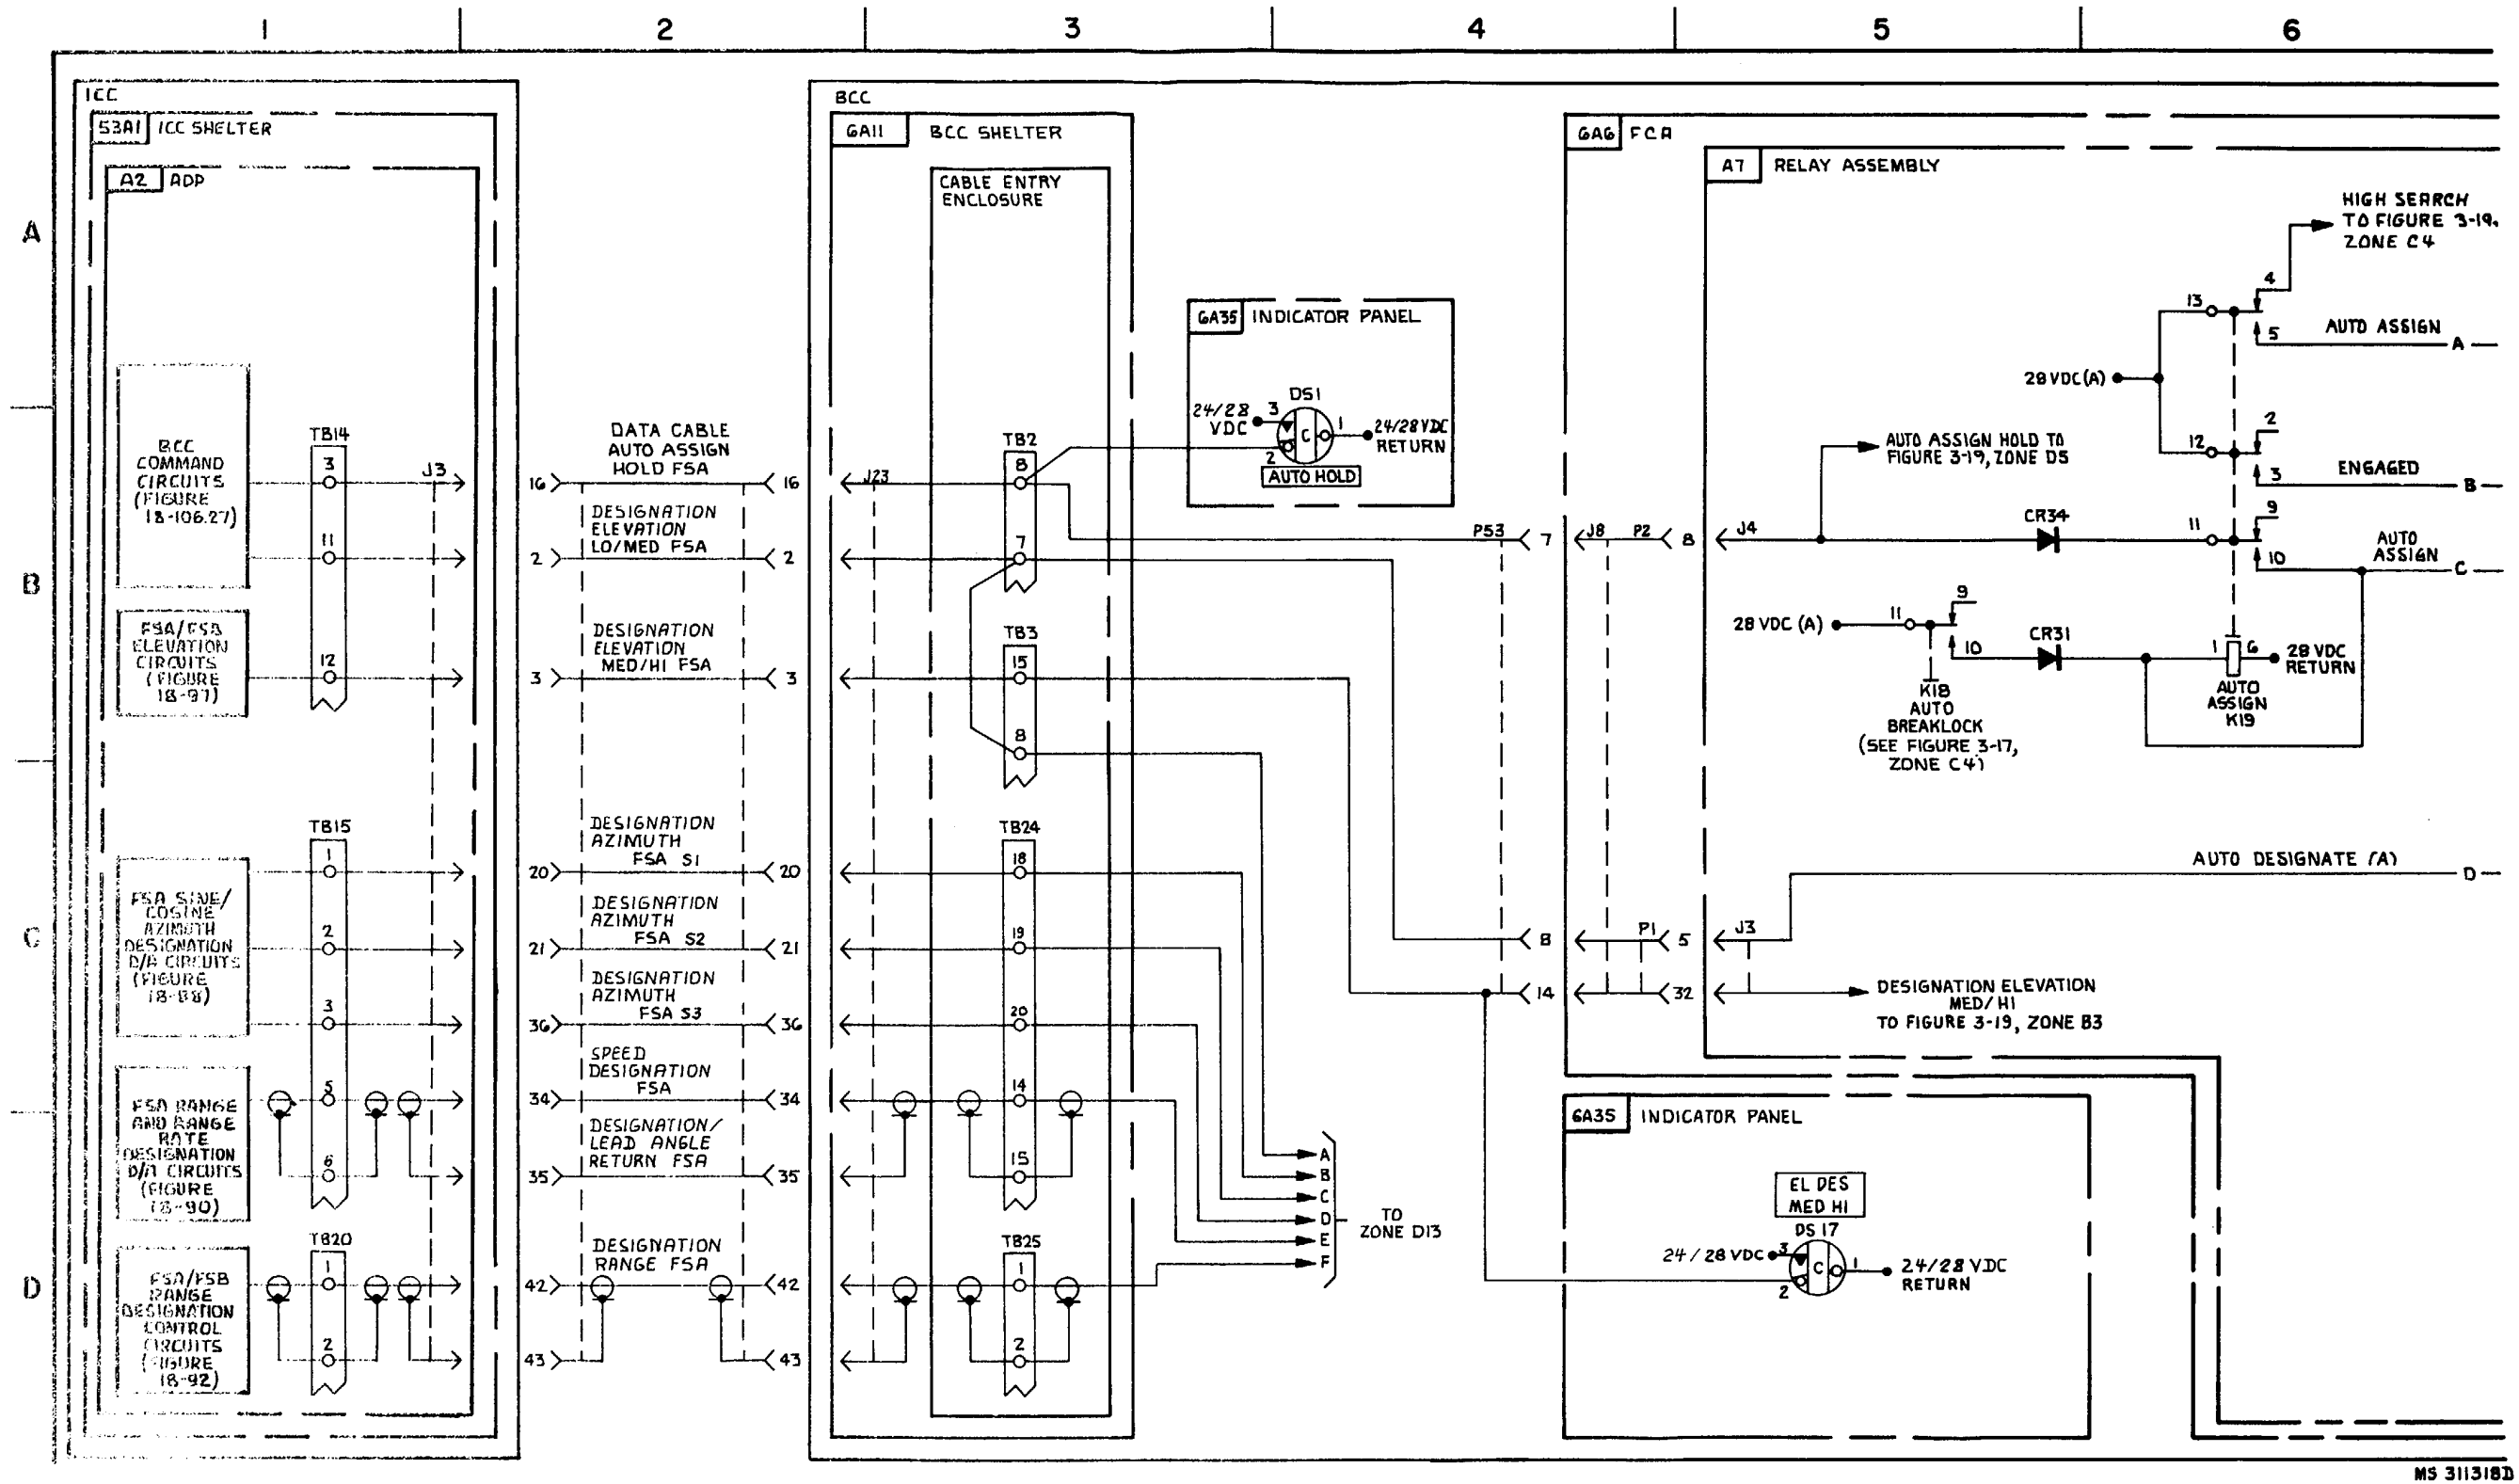 1 2 3 4 5 6
A
B
C
D
ICC
53A1 ICC SHELTER
A2 ADP
BCC
COMMAND
CIRCUITS
(FIGURE
18-106.27)
FSA/FSB
ELEVATION
CIRCUITS
(FIGURE
18-97)
FSA SINE/
COSINE
AZIMUTH
DESIGNATION
D/A CIRCUITS
(FIGURE
FSA RANGE
AND RANGE
RATE
DESIGNATION
D/A CIRCUITS
(FIGURE
18-90)
FSA/FSB
RANGE
DESIGNATION
CONTROL
CIRCUITS
(FIGURE
18-92)
TB14
3
11
12
J3
TB15
1
2
3
5
6
TB20
1
2
DATA CABLE
AUTO ASSIGN
HOLD FSA
16 16
DESIGNATION
ELEVATION
LO/MED FSA
2 2
DESIGNATION
ELEVATION
MED/HI FSA
3 3
DESIGNATION
AZIMUTH
FSA S1
20 20
DESIGNATION
AZIMUTH
FSA S2
21 21
DESIGNATION
AZIMUTH
FSA S3
36 36
SPEED
DESIGNATION
FSA
34 34
DESIGNATION/
LEAD ANGLE
RETURN FSA
35 35
DESIGNATION
RANGE FSA
42 42
43 43
BCC
6A11 BCC SHELTER
CABLE ENTRY
ENCLOSURE
J23
TB2
8
7
TB3
15
8
TB24
18
19
20
14
15
TB25
1
2
A
B
C
D
E
F
TO
ZONE D13
6A35 INDICATOR PANEL
DS1
24/28
VDC
3
C
1
24/28 VDC
RETURN
2
AUTO HOLD
6A6 FCA
A7 RELAY ASSEMBLY
P53 7 J8 P2 8 J4
AUTO ASSIGN HOLD TO
FIGURE 3-19, ZONE D5
CR34
HIGH SEARCH
TO FIGURE 3-19,
ZONE C4
4
13
5
AUTO ASSIGN
A
28 VDC (A)
2
12
3
ENGAGED
B
9
11
10
AUTO
ASSIGN
C
28 VDC (A)
11
9
10
CR31
K18
AUTO
BREAKLOCK
(SEE FIGURE 3-17,
ZONE C4)
1 6
28 VDC
RETURN
AUTO
ASSIGN
K19
AUTO DESIGNATE (A)
D
8 P1 5 J3
14 32
DESIGNATION ELEVATION
MED/HI
TO FIGURE 3-19, ZONE B3
6A35 INDICATOR PANEL
EL DES
MED HI
DS 17
24/28 VDC
3
C
1
24/28 VDC
RETURN
2
MS 311318D